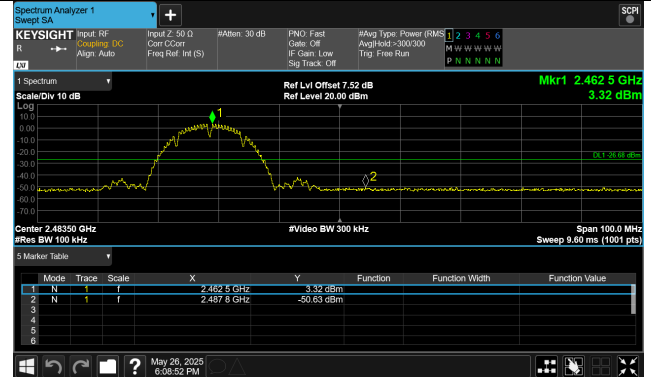 Spectrum Analyzer 1
Swept SA
+
SCPI
KEYSIGHT
R
LXI
Input: RF
Coupling: DC
Align: Auto
Input Z: 50 Ω
Corr CCorr
Freq Ref: Int (S)
#Atten: 30 dB
PNO: Fast
Gate: Off
IF Gain: Low
Sig Track: Off
#Avg Type: Power (RMS
Avg|Hold:>300/300
Trig: Free Run
1 2 3 4 5 6
M W W W W W
P N N N N N
1 Spectrum
Scale/Div 10 dB
Ref Lvl Offset 7.52 dB
Ref Level 20.00 dBm
Mkr1 2.462 5 GHz
3.32 dBm
Log
10.0
0.00
-10.0
-20.0
-30.0
-40.0
-50.0
-60.0
-70.0
1
2
DL1 -26.68 dBm
Center 2.48350 GHz
#Video BW 300 kHz
Span 100.0 MHz
#Res BW 100 kHz
Sweep 9.60 ms (1001 pts)
5 Marker Table
Mode Trace Scale X Y Function Function Width Function Value
1 N 1 f 2.462 5 GHz 3.32 dBm
2 N 1 f 2.487 8 GHz -50.63 dBm
3
4
5
6
?
May 26, 2025
6:08:52 PM